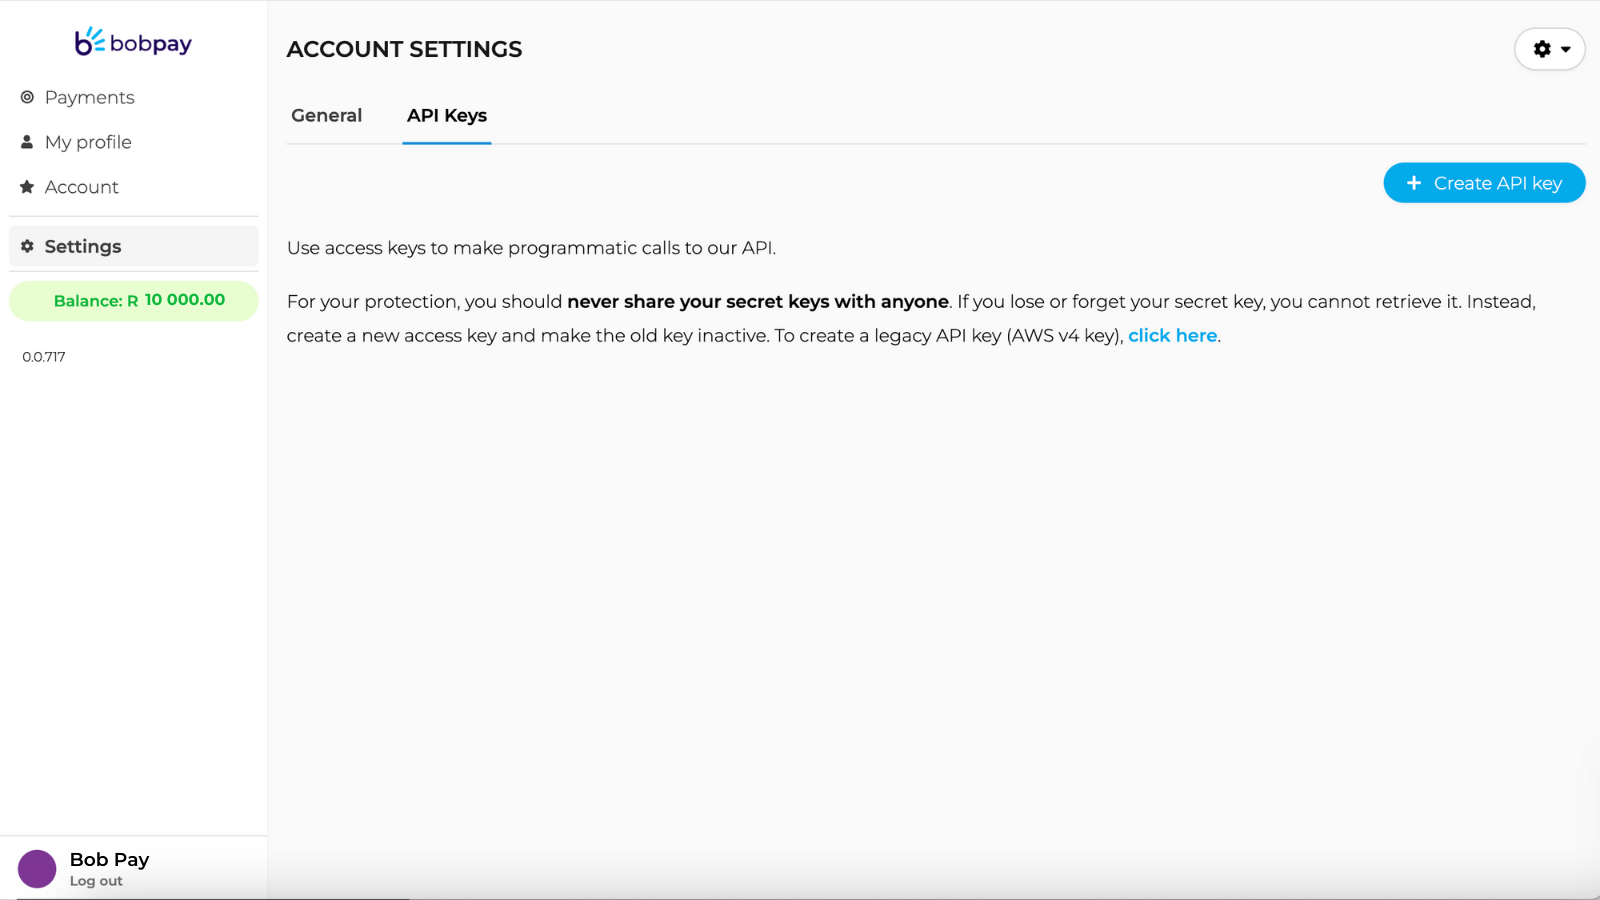 bobpay
Payments
My profile
Account
Settings
Balance: R 10 000.00
0.0.717
Bob Pay
Log out
ACCOUNT SETTINGS
General
API Keys
Create API key
Use access keys to make programmatic calls to our API.
For your protection, you should never share your secret keys with anyone. If you lose or forget your secret key, you cannot retrieve it. Instead,
create a new access key and make the old key inactive. To create a legacy API key (AWS v4 key), click here.